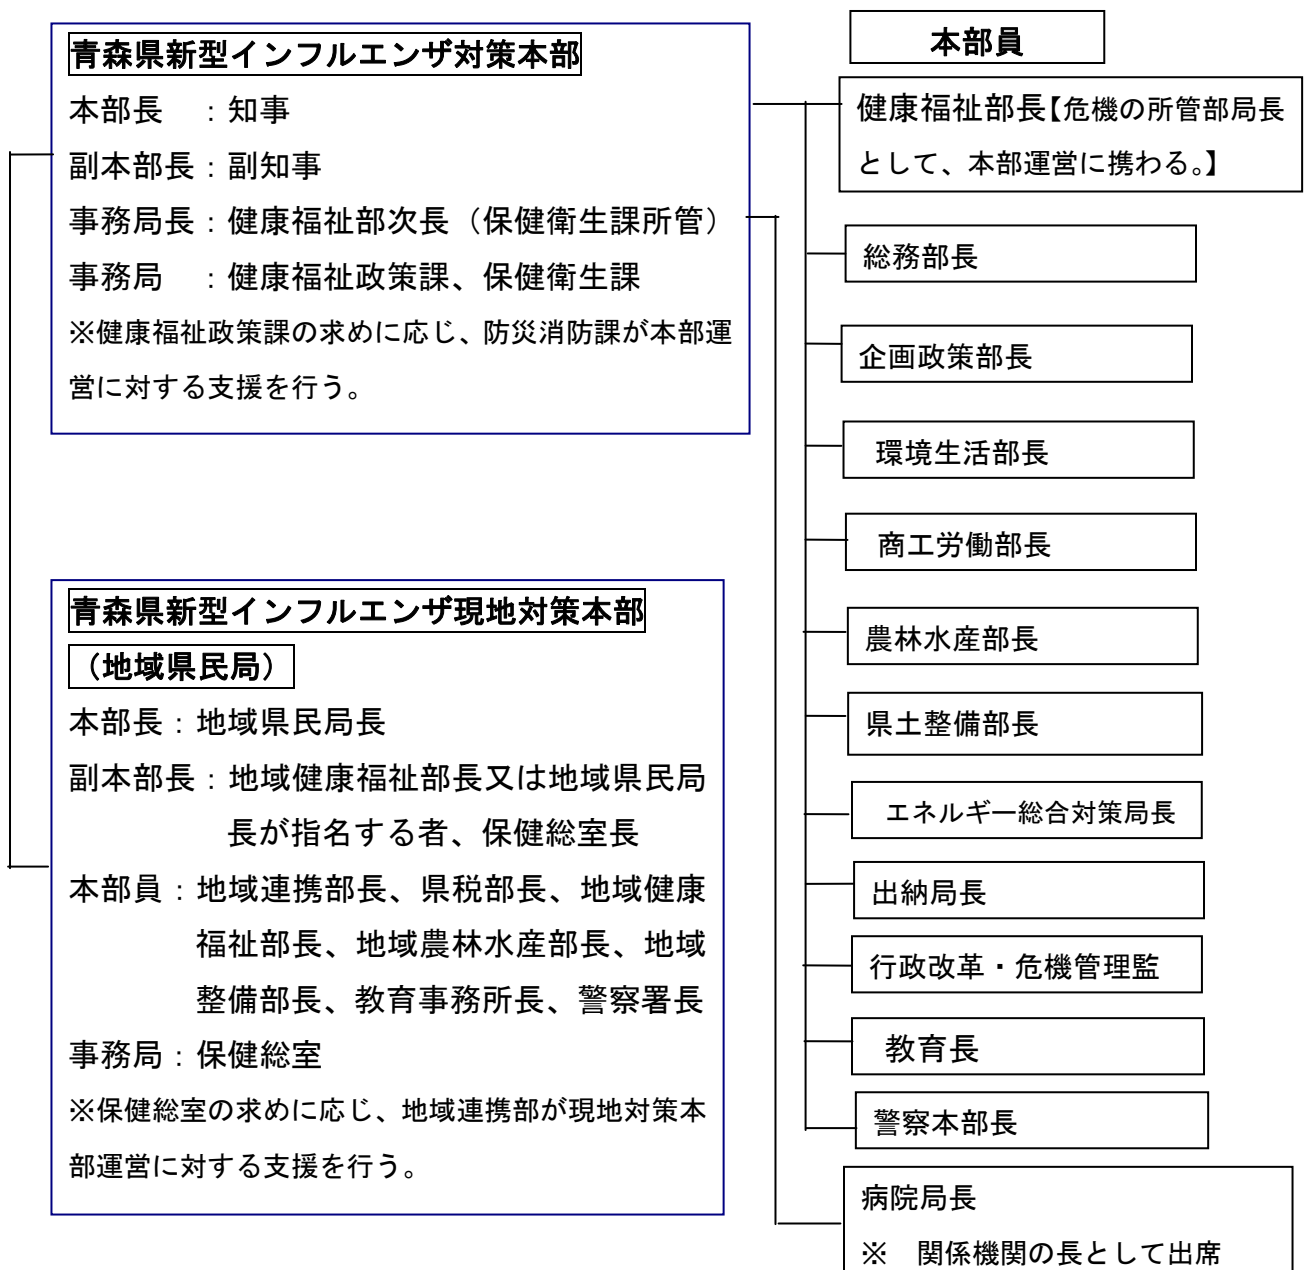 青森県新型インフルエンザ対策本部
本部長　：知事
副本部長：副知事
事務局長：健康福祉部次長（保健衛生課所管）
事務局　：健康福祉政策課、保健衛生課
※健康福祉政策課の求めに応じ、防災消防課が本部運
営に対する支援を行う。
青森県新型インフルエンザ現地対策本部
（地域県民局）
本部長：地域県民局長
副本部長：地域健康福祉部長又は地域県民局
長が指名する者、保健総室長
本部員：地域連携部長、県税部長、地域健康
福祉部長、地域農林水産部長、地域
整備部長、教育事務所長、警察署長
事務局：保健総室
※保健総室の求めに応じ、地域連携部が現地対策本
部運営に対する支援を行う。
本部員
健康福祉部長【危機の所管部局長
として、本部運営に携わる。】
総務部長
企画政策部長
環境生活部長
商工労働部長
農林水産部長
県土整備部長
エネルギー総合対策局長
出納局長
行政改革・危機管理監
教育長
警察本部長
病院局長
※　関係機関の長として出席